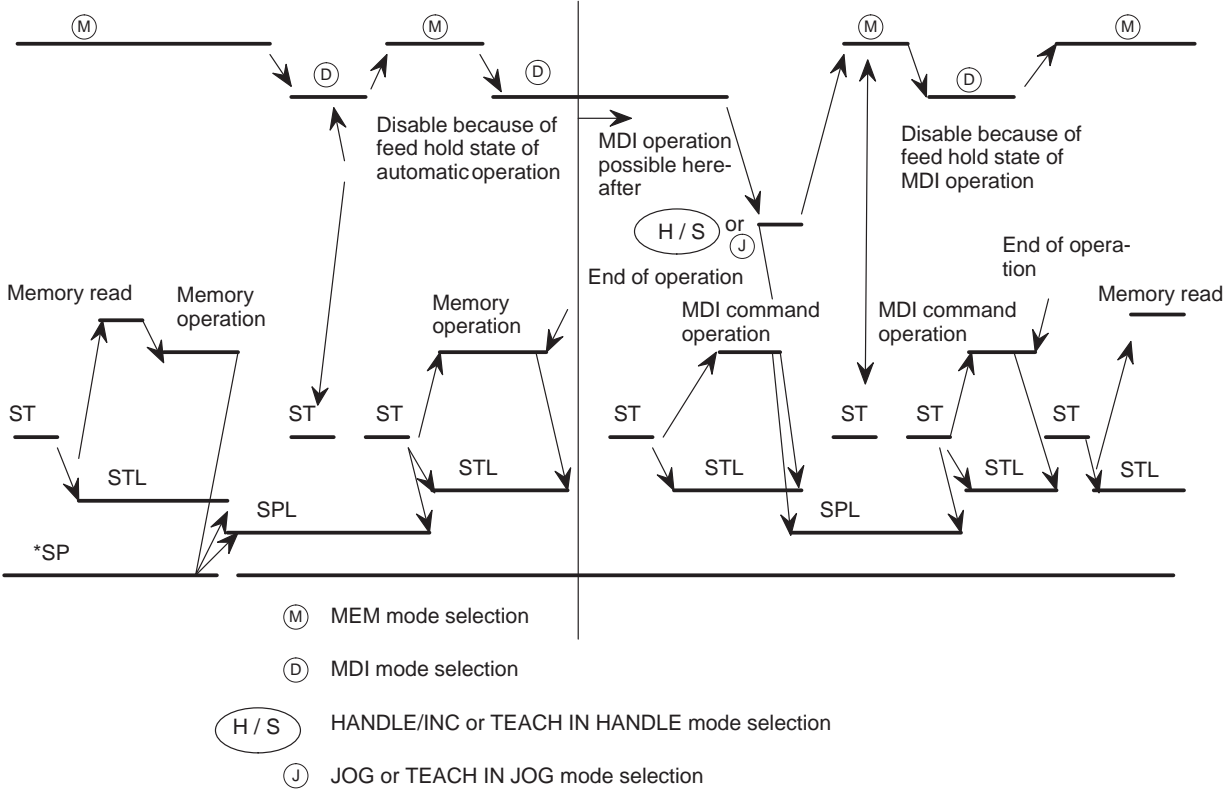 M
M
M
M
D
D
D
Disable because of
feed hold state of
automatic operation
MDI operation
possible here-
after
Disable because of
feed hold state of
MDI operation
H / S or
J
End of operation
End of opera-
tion
Memory read
Memory
operation
Memory
operation
MDI command
operation
MDI command
operation
Memory read
ST
ST
ST
ST
ST
ST
ST
STL
STL
STL
STL
STL
SPL
SPL
*SP
M MEM mode selection
D MDI mode selection
H / S HANDLE/INC or TEACH IN HANDLE mode selection
J JOG or TEACH IN JOG mode selection